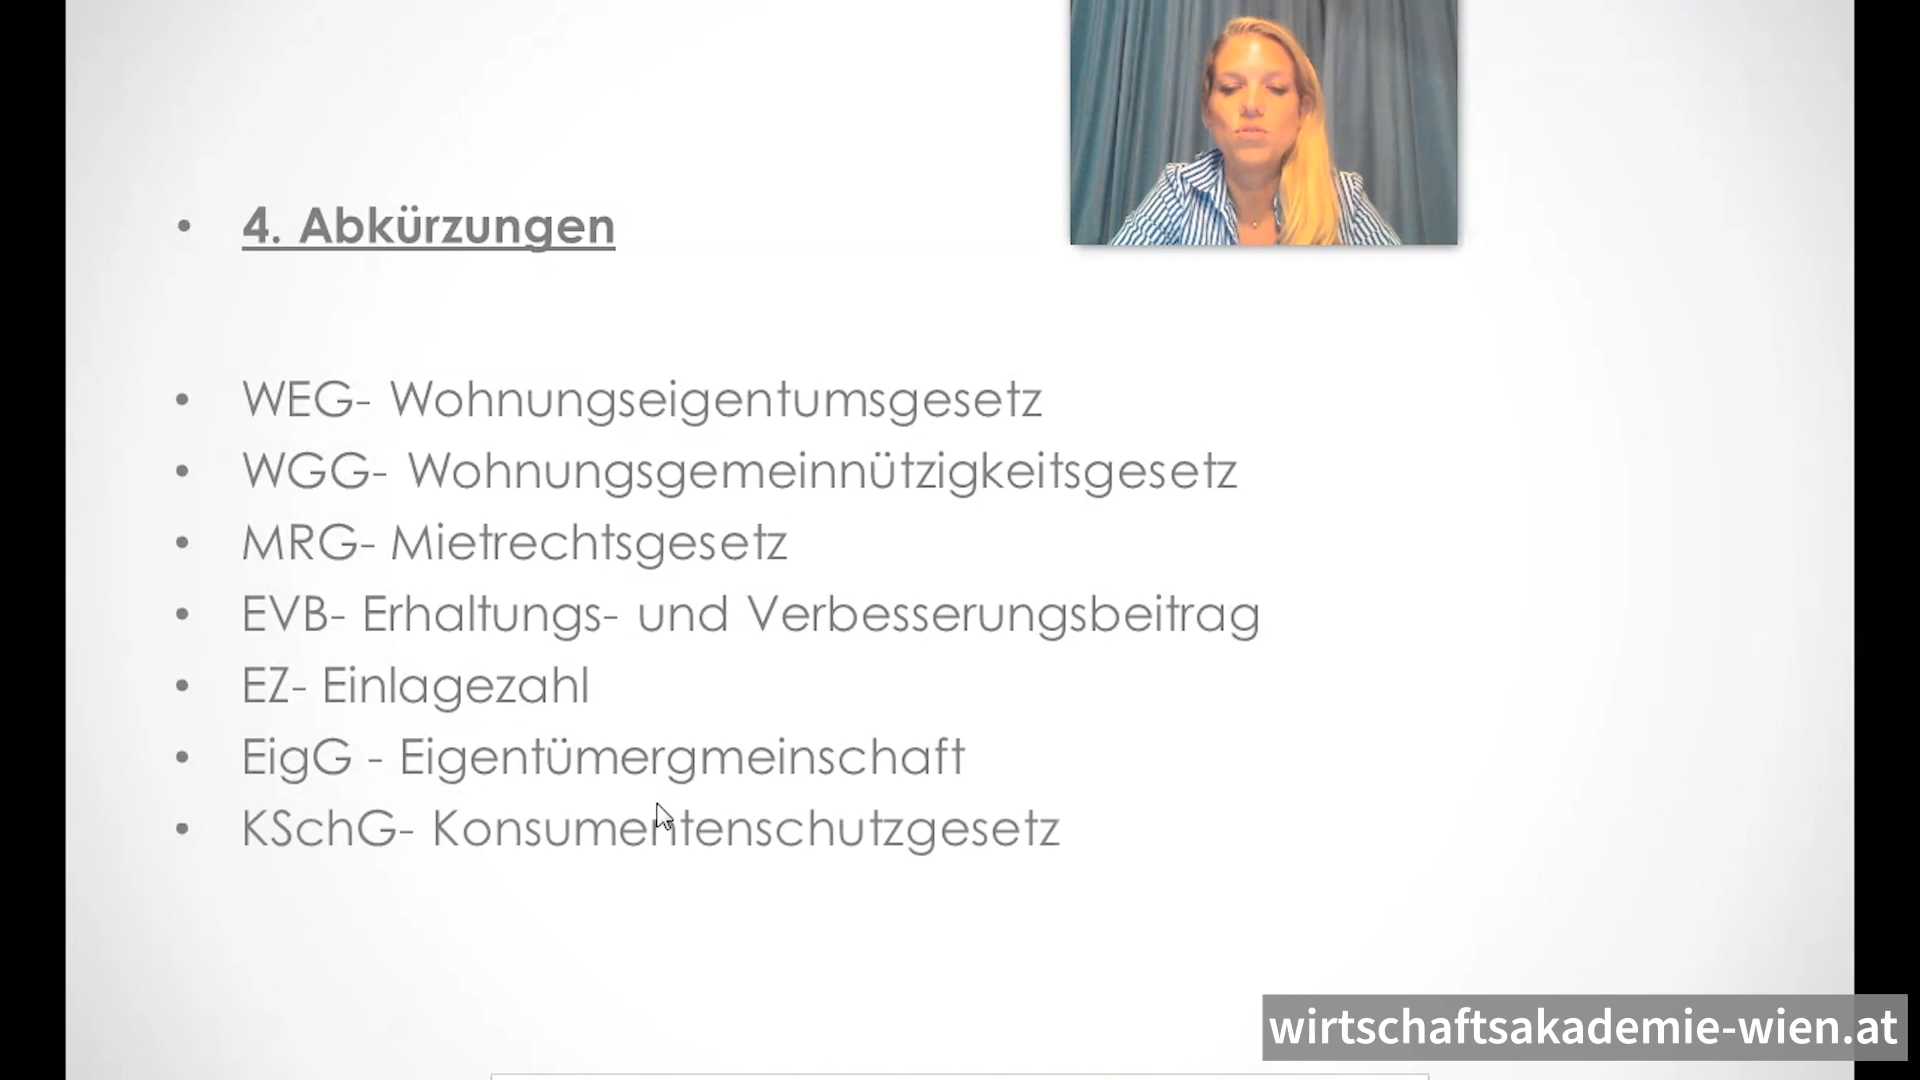 • 4. Abkürzungen
• WEG- Wohnungseigentumsgesetz
• WGG- Wohnungsgemeinnützigkeitsgesetz
• MRG- Mietrechtsgesetz
• EVB- Erhaltungs- und Verbesserungsbeitrag
• EZ- Einlagezahl
• EigG - Eigentümergmeinschaft
• KSchG- Konsumentenschutzgesetz
wirtschaftsakademie-wien.at